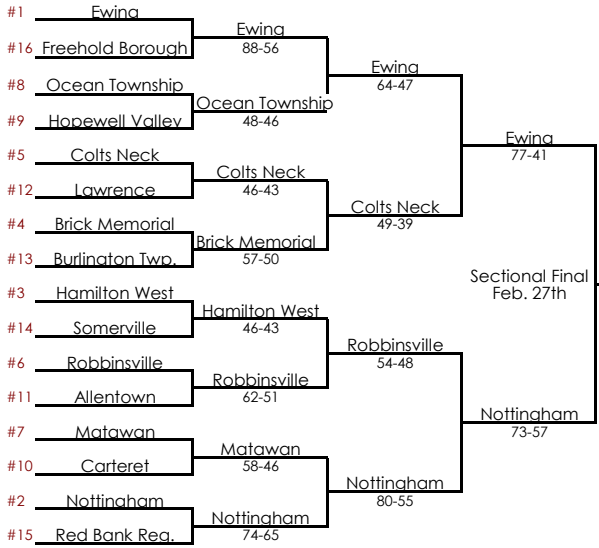 #1 Ewing
#16 Freehold Borough
#8 Ocean Township
#9 Hopewell Valley
#5 Colts Neck
#12 Lawrence
#4 Brick Memorial
#13 Burlington Twp.
#3 Hamilton West
#14 Somerville
#6 Robbinsville
#11 Allentown
#7 Matawan
#10 Carteret
#2 Nottingham
#15 Red Bank Reg.
Ewing
88-56
Ocean Township
48-46
Colts Neck
46-43
Brick Memorial
57-50
Hamilton West
46-43
Robbinsville
62-51
Matawan
58-46
Nottingham
74-65
Ewing
64-47
Colts Neck
49-39
Robbinsville
54-48
Nottingham
80-55
Ewing
77-41
Nottingham
73-57
Sectional Final
Feb. 27th